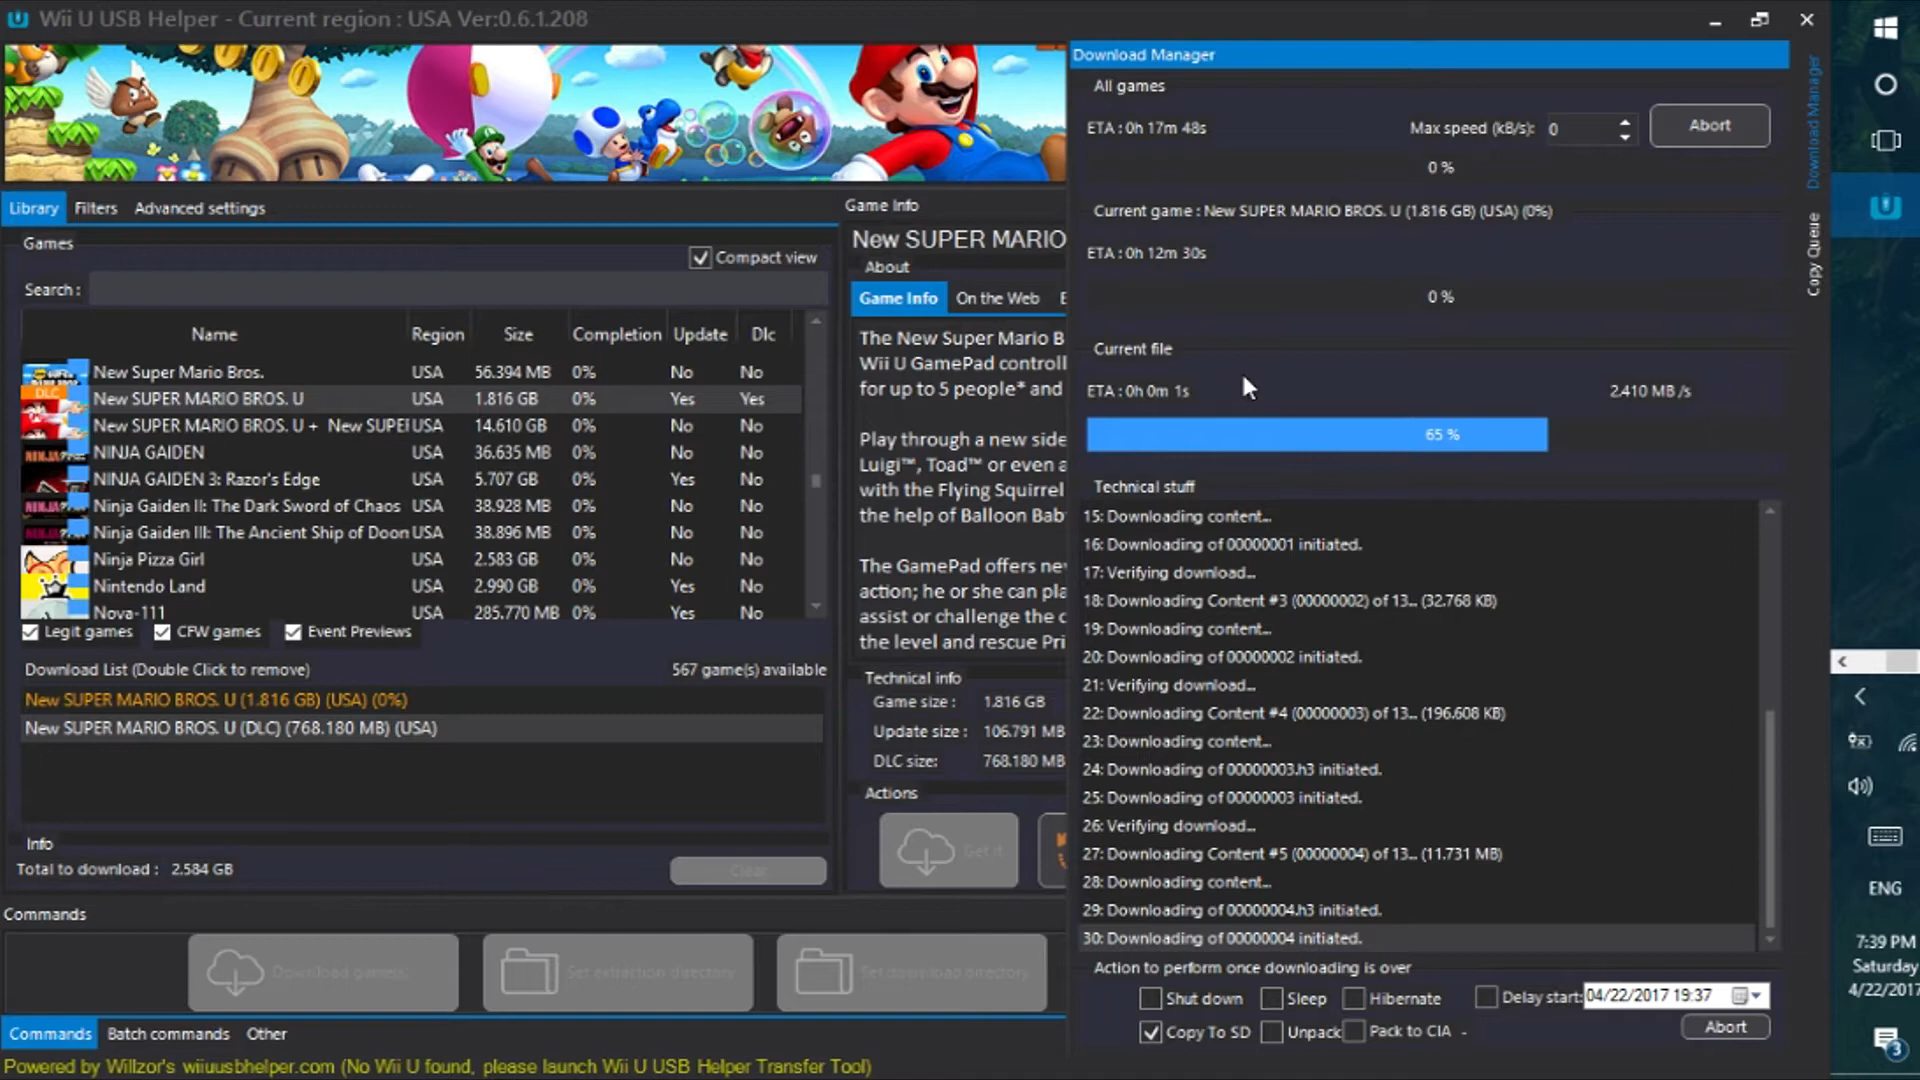 Wii U USB Helper - Current region : USA Ver:0.6.1.208
Library
Filters
Advanced settings
Games
Compact view
Search :
Name Region Size Completion Update Dlc
New Super Mario Bros. USA 56.394 MB 0% No No
DLC
New SUPER MARIO BROS. U USA 1.816 GB 0% Yes Yes
New SUPER MARIO BROS. U + New SUPER USA 14.610 GB 0% No No
NINJA GAIDEN USA 36.635 MB 0% No No
NINJA GAIDEN 3: Razor's Edge USA 5.707 GB 0% Yes No
Ninja Gaiden II: The Dark Sword of Chaos USA 38.928 MB 0% No No
Ninja Gaiden III: The Ancient Ship of Doom USA 38.896 MB 0% No No
Ninja Pizza Girl USA 2.583 GB 0% No No
Nintendo Land USA 2.990 GB 0% Yes No
Nova-111 USA 285.770 MB 0% Yes No
Legit games
CFW games
Event Previews
Download List (Double Click to remove)
567 game(s) available
New SUPER MARIO BROS. U (1.816 GB) (USA) (0%)
New SUPER MARIO BROS. U (DLC) (768.180 MB) (USA)
Info
Total to download : 2.584 GB
Clear
Game Info
New SUPER MARIO
About
Game Info
On the Web
The New Super Mario B
Wii U GamePad controll
for up to 5 people* and
Play through a new side
Luigi™, Toad™ or even a
with the Flying Squirrel
the help of Balloon Bab
The GamePad offers nev
action; he or she can pla
assist or challenge the c
the level and rescue Pri
Technical info
Game size : 1.816 GB
Update size : 106.791 MB
DLC size: 768.180 MB
Actions
Get it
Commands
Download games
Set extraction directory
Set download directory
Commands
Batch commands
Other
Powered by Willzor's wiiuusbhelper.com (No Wii U found, please launch Wii U USB Helper Transfer Tool)
Download Manager
All games
ETA : 0h 17m 48s
Max speed (kB/s): 0
Abort
0 %
Current game : New SUPER MARIO BROS. U (1.816 GB) (USA) (0%)
ETA : 0h 12m 30s
0 %
Current file
ETA : 0h 0m 1s
2.410 MB /s
65 %
Technical stuff
15: Downloading content...
16: Downloading of 00000001 initiated.
17: Verifying download...
18: Downloading Content #3 (00000002) of 13... (32.768 KB)
19: Downloading content...
20: Downloading of 00000002 initiated.
21: Verifying download...
22: Downloading Content #4 (00000003) of 13... (196.608 KB)
23: Downloading content...
24: Downloading of 00000003.h3 initiated.
25: Downloading of 00000003 initiated.
26: Verifying download...
27: Downloading Content #5 (00000004) of 13... (11.731 MB)
28: Downloading content...
29: Downloading of 00000004.h3 initiated.
30: Downloading of 00000004 initiated.
Action to perform once downloading is over
Shut down
Sleep
Hibernate
Delay start:
04/22/2017 19:37
Copy To SD
Unpack
Pack to CIA -
Abort
Download Manager
Copy Queue
ENG
7:39 PM
Saturday
4/22/2017
3